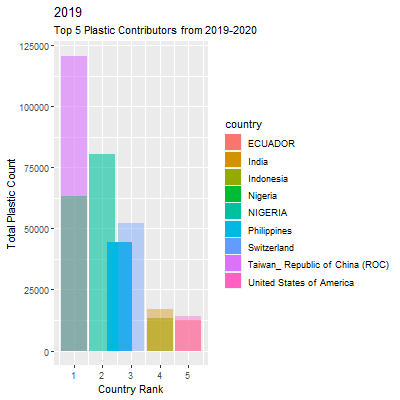 2019
Top 5 Plastic Contributors from 2019-2020
125000
100000
75000
50000
25000
0
Total Plastic Count
1 2 3 4 5
Country Rank
country
ECUADOR
India
Indonesia
Nigeria
NIGERIA
Philippines
Switzerland
Taiwan_ Republic of China (ROC)
United States of America